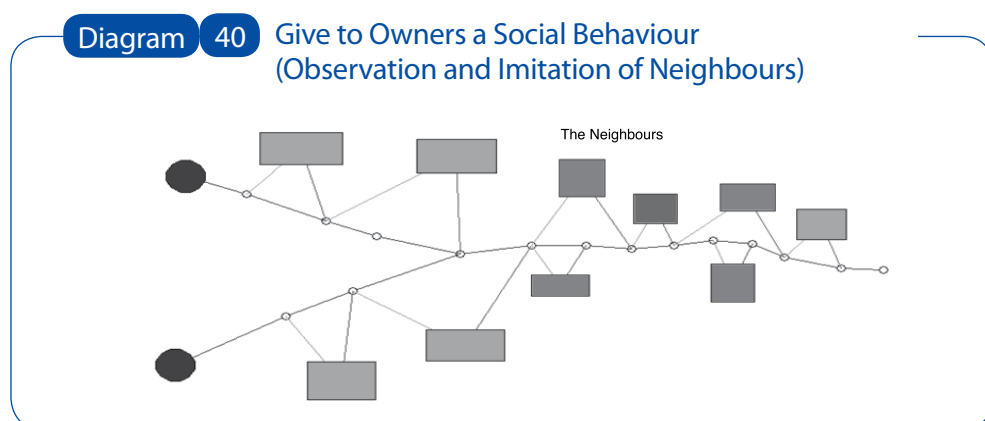 Diagram 40 Give to Owners a Social Behaviour
(Observation and Imitation of Neighbours)
The Neighbours